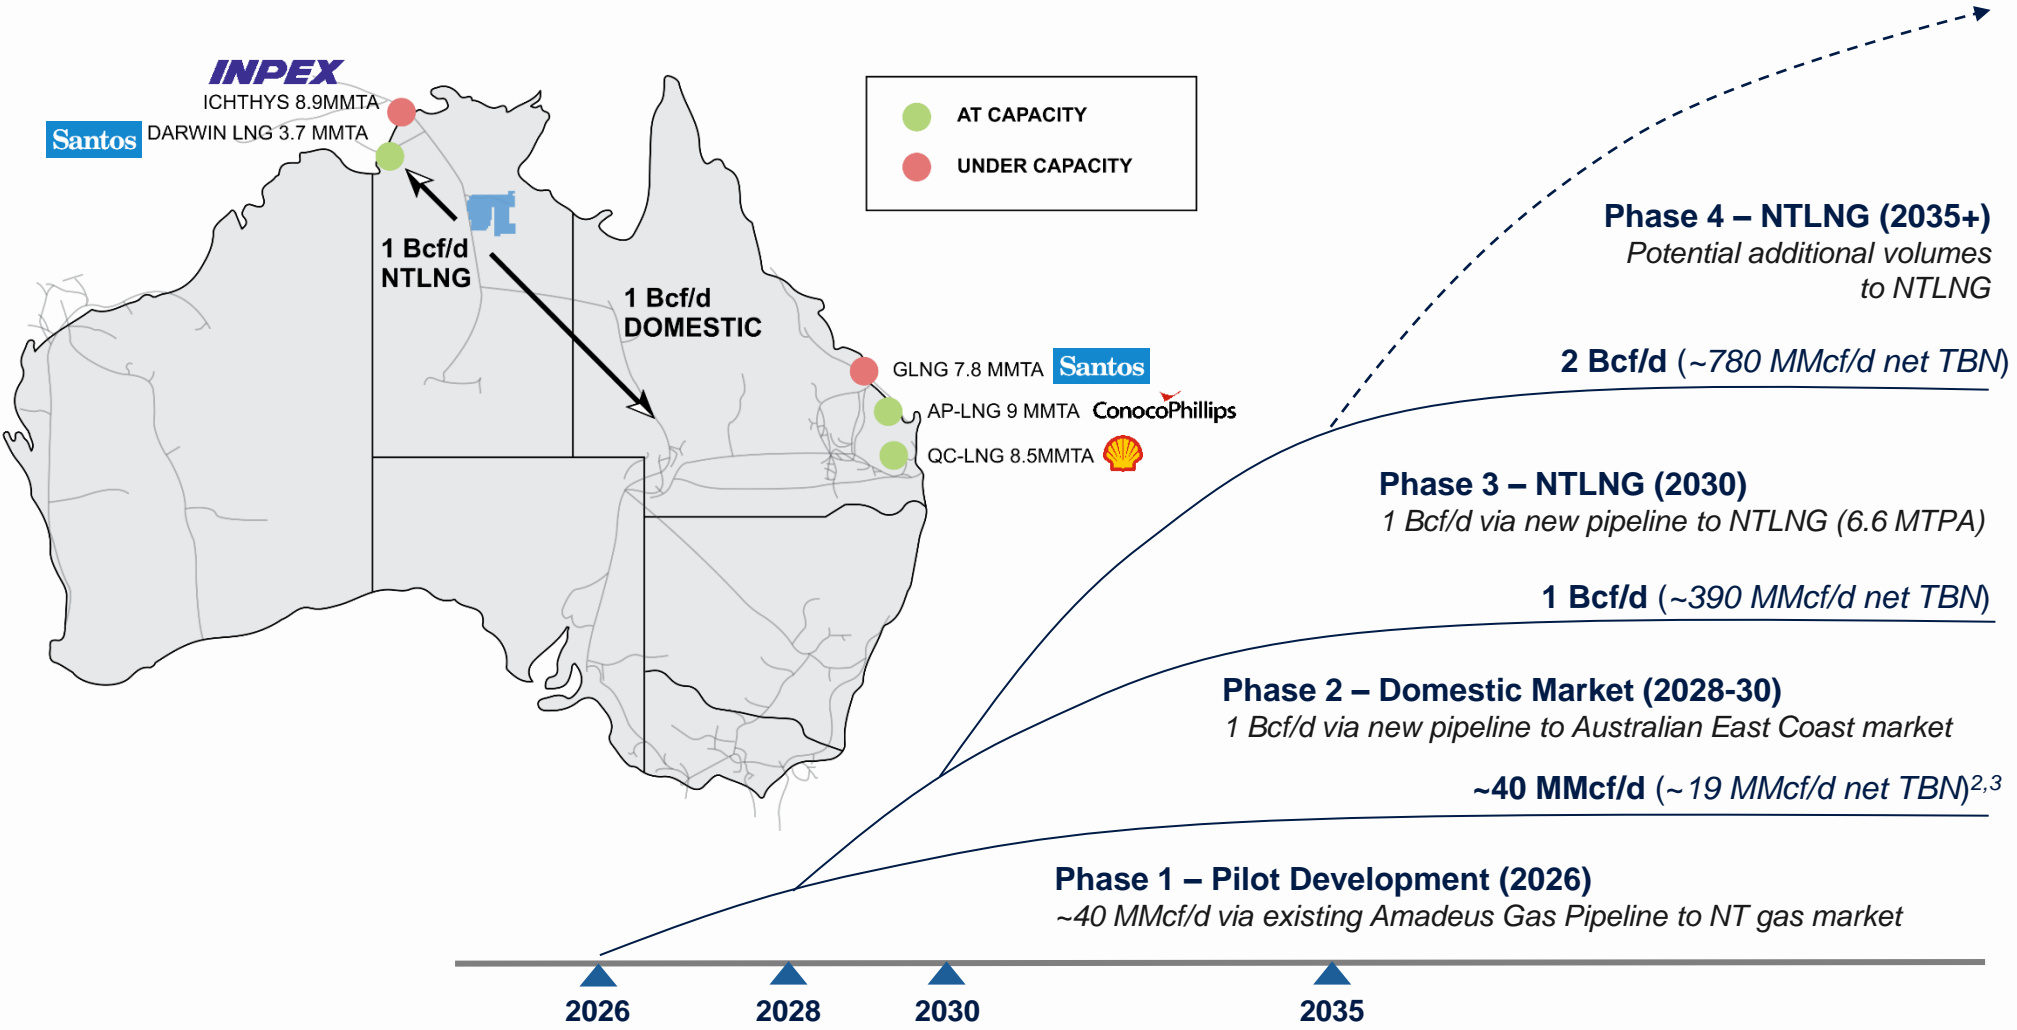 INPEX
ICHTHYS 8.9MMTA
Santos
DARWIN LNG 3.7 MMTA
1 Bcf/d
NTLNG
1 Bcf/d
DOMESTIC
GLNG 7.8 MMTA
Santos
AP-LNG 9 MMTA
ConocoPhillips
QC-LNG 8.5MMTA
AT CAPACITY
UNDER CAPACITY
Phase 4 – NTLNG (2035+)
Potential additional volumes
to NTLNG
2 Bcf/d (~780 MMcf/d net TBN)
Phase 3 – NTLNG (2030)
1 Bcf/d via new pipeline to NTLNG (6.6 MTPA)
1 Bcf/d (~390 MMcf/d net TBN)
Phase 2 – Domestic Market (2028-30)
1 Bcf/d via new pipeline to Australian East Coast market
~40 MMcf/d (~19 MMcf/d net TBN)2,3
Phase 1 – Pilot Development (2026)
~40 MMcf/d via existing Amadeus Gas Pipeline to NT gas market
2026
2028
2030
2035